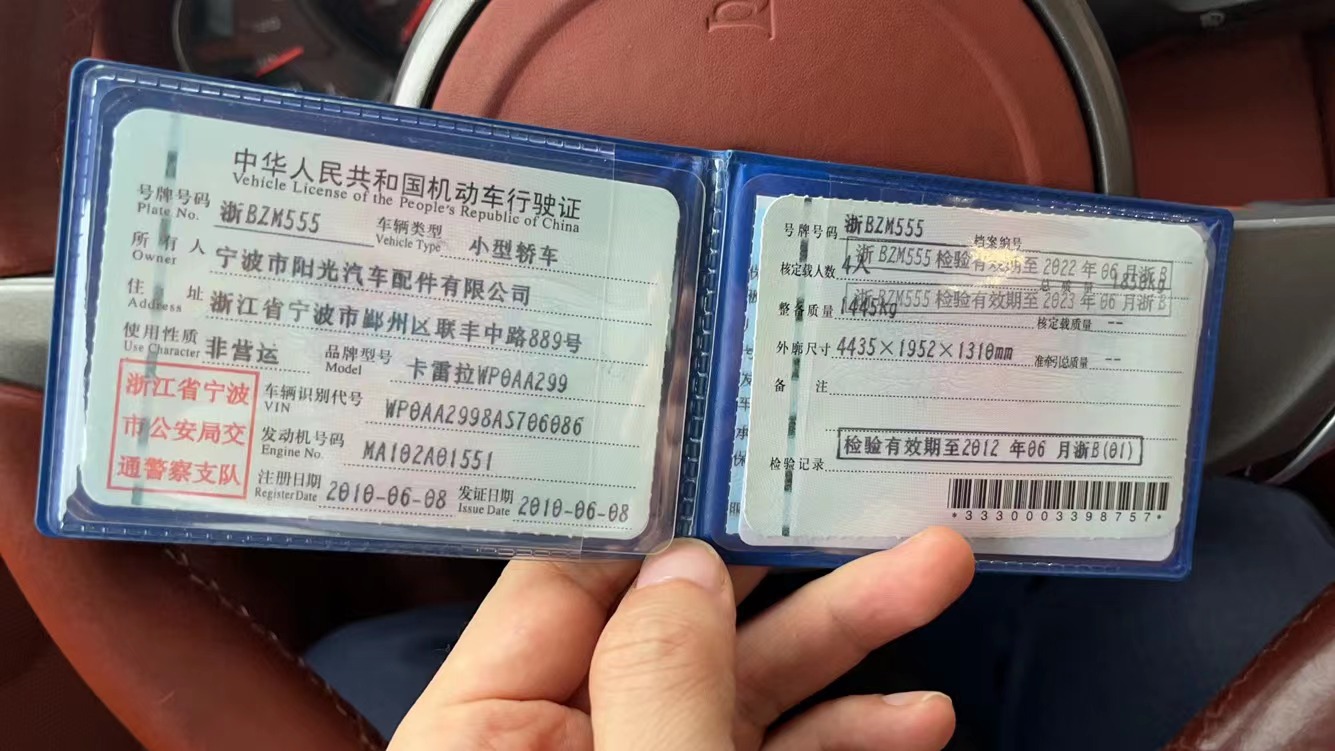 中华人民共和国机动车行驶证
Vehicle License of the People's Republic of China
号牌号码 浙BZM555 车辆类型 小型轿车
Plate No. Vehicle Type
所有人 宁波市阳光汽车配件有限公司
Owner
住址 浙江省宁波市鄞州区联丰中路889号
Address
使用性质 非营运 品牌型号 卡雷拉WP0AA299
Use Character Model
浙江省宁波
市公安局交
通警察支队
车辆识别代号 WP0AA2998AS706086
VIN
发动机号码 MA102A01551
Engine No.
注册日期 2010-06-08 发证日期 2010-06-08
Register Date Issue Date
号牌号码 浙BZM555 档案编号
浙BZM555 检验有效期至 2022 年 06 月浙B
核定载人数 4人 总质量 1850kg
浙BZM555 检验有效期至 2023 年 06 月浙B
整备质量 1445kg 核定载质量 --
外廓尺寸 4435×1952×1310mm 准牵引总质量 --
备注
检验有效期至2012 年06 月浙B(01)
检验记录
*3330003398757*